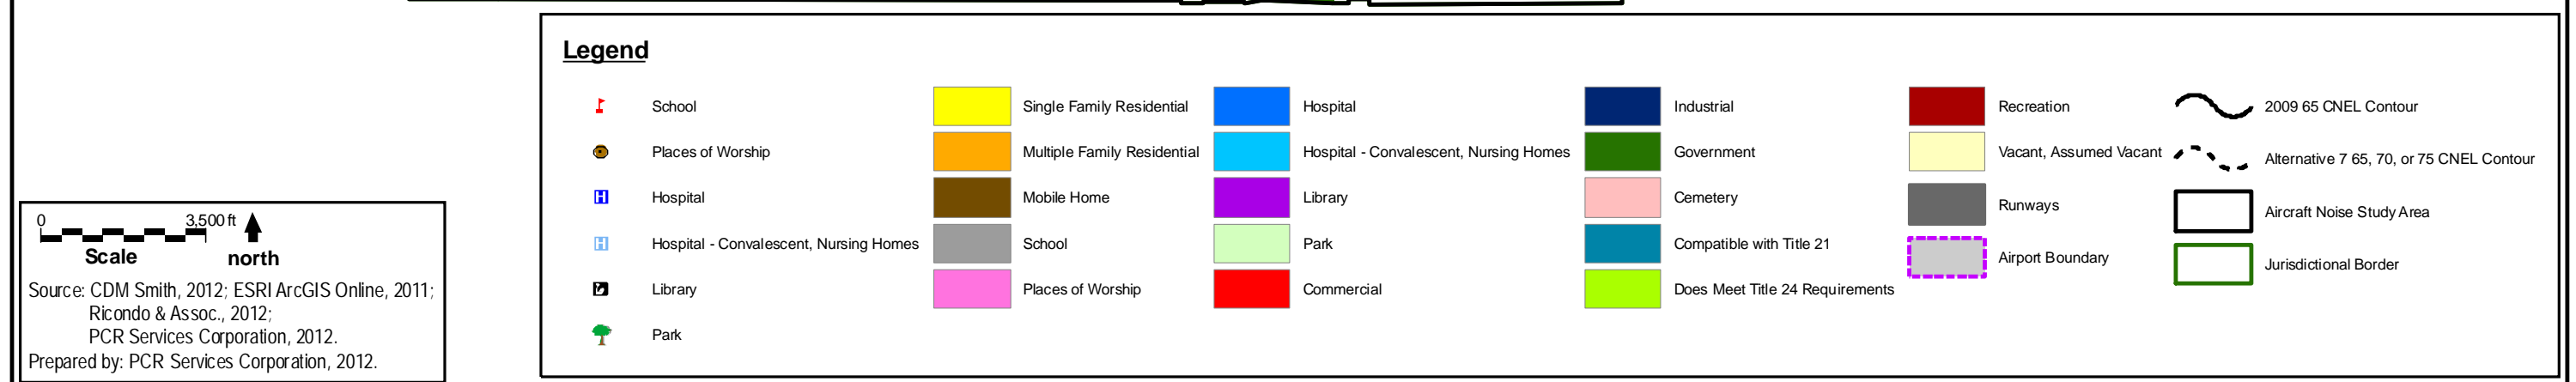 Legend
School
Places of Worship
Hospital
Hospital - Convalescent, Nursing Homes
Library
Park
Single Family Residential
Multiple Family Residential
Mobile Home
School
Places of Worship
Hospital
Hospital - Convalescent, Nursing Homes
Library
Park
Commercial
Industrial
Government
Cemetery
Compatible with Title 21
Does Meet Title 24 Requirements
Recreation
Vacant, Assumed Vacant
Runways
Airport Boundary
2009 65 CNEL Contour
Alternative 7 65, 70, or 75 CNEL Contour
Aircraft Noise Study Area
Jurisdictional Border
0 3,500 ft
Scale north
Source: CDM Smith, 2012; ESRI ArcGIS Online, 2011;
Ricondo & Assoc., 2012;
PCR Services Corporation, 2012.
Prepared by: PCR Services Corporation, 2012.